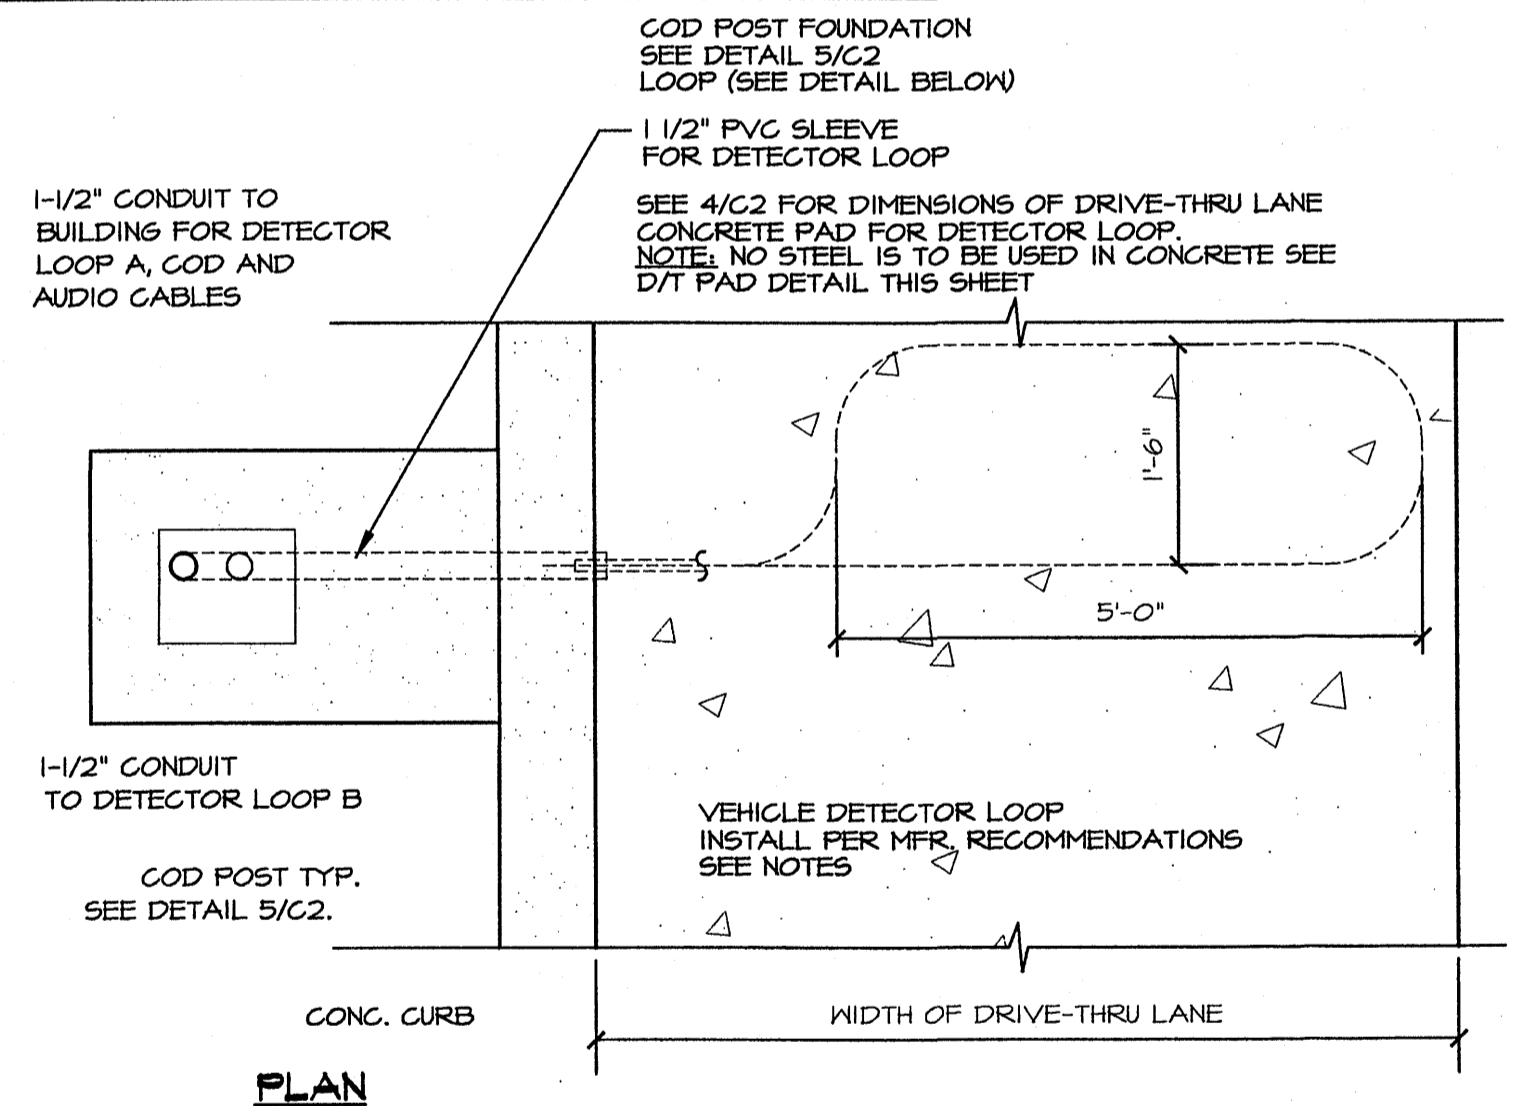 COD POST FOUNDATION
SEE DETAIL 5/C2
LOOP (SEE DETAIL BELOW)
1 1/2" PVC SLEEVE
FOR DETECTOR LOOP
1-1/2" CONDUIT TO
BUILDING FOR DETECTOR
LOOP A, COD AND
AUDIO CABLES
SEE 4/C2 FOR DIMENSIONS OF DRIVE-THRU LANE
CONCRETE PAD FOR DETECTOR LOOP.
NOTE: NO STEEL IS TO BE USED IN CONCRETE SEE
D/T PAD DETAIL THIS SHEET
1'-6"
5'-0"
1-1/2" CONDUIT
TO DETECTOR LOOP B
VEHICLE DETECTOR LOOP
INSTALL PER MFR. RECOMMENDATIONS
SEE NOTES
COD POST TYP.
SEE DETAIL 5/C2.
CONC. CURB
WIDTH OF DRIVE-THRU LANE
PLAN